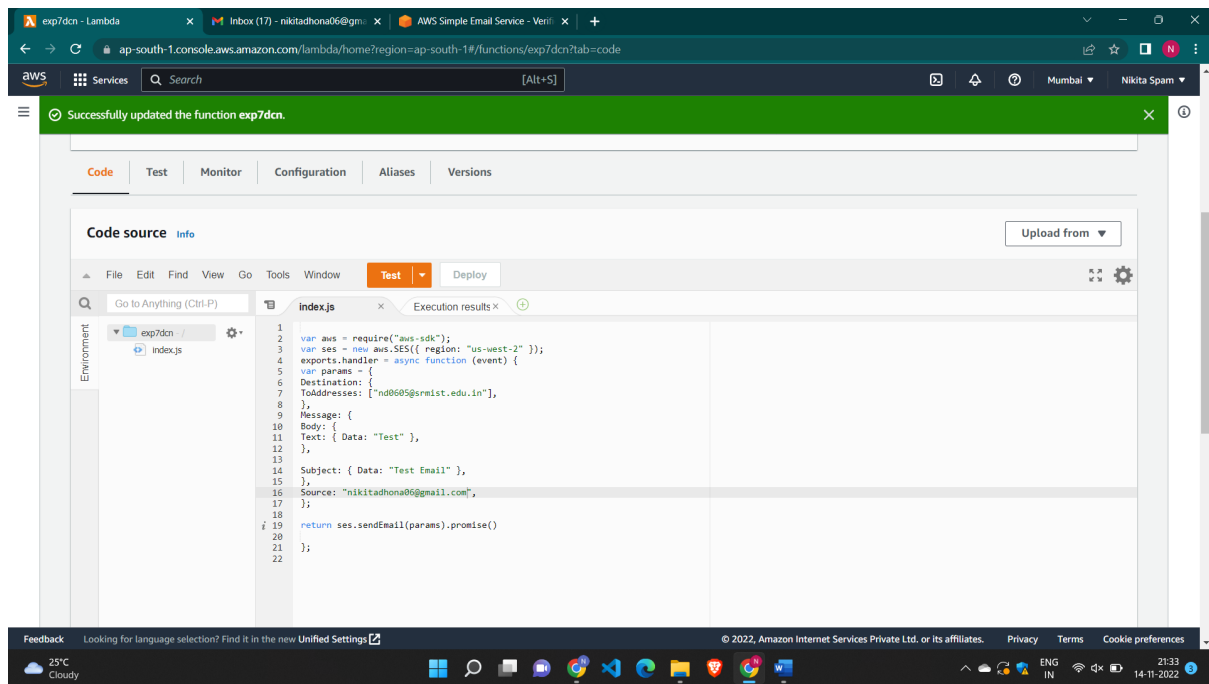 exp7dcn - Lambda
Inbox (17) - nikitadhona06@gma
AWS Simple Email Service - Verifi
ap-south-1.console.aws.amazon.com/lambda/home?region=ap-south-1#/functions/exp7dcn?tab=code
N
aws
Services
Search
[Alt+S]
Mumbai ▼
Nikita Spam ▼
Successfully updated the function exp7dcn.
Code
Test
Monitor
Configuration
Aliases
Versions
Code source Info
Upload from ▼
File Edit Find View Go Tools Window
Test
Deploy
Go to Anything (Ctrl-P)
index.js
Execution results
Environment
exp7dcn - /
index.js
1
2 var aws = require("aws-sdk");
3 var ses = new aws.SES({ region: "us-west-2" });
4 exports.handler = async function (event) {
5 var params = {
6 Destination: {
7 ToAddresses: ["nd0605@srmist.edu.in"],
8 },
9 Message: {
10 Body: {
11 Text: { Data: "Test" },
12 },
13
14 Subject: { Data: "Test Email" },
15 },
16 Source: "nikitadhona06@gmail.com",
17 };
18
i 19 return ses.sendEmail(params).promise()
20
21 };
22
Feedback
Looking for language selection? Find it in the new Unified Settings
© 2022, Amazon Internet Services Private Ltd. or its affiliates.
Privacy
Terms
Cookie preferences
25°C
Cloudy
ENG
IN
21:33
14-11-2022
3